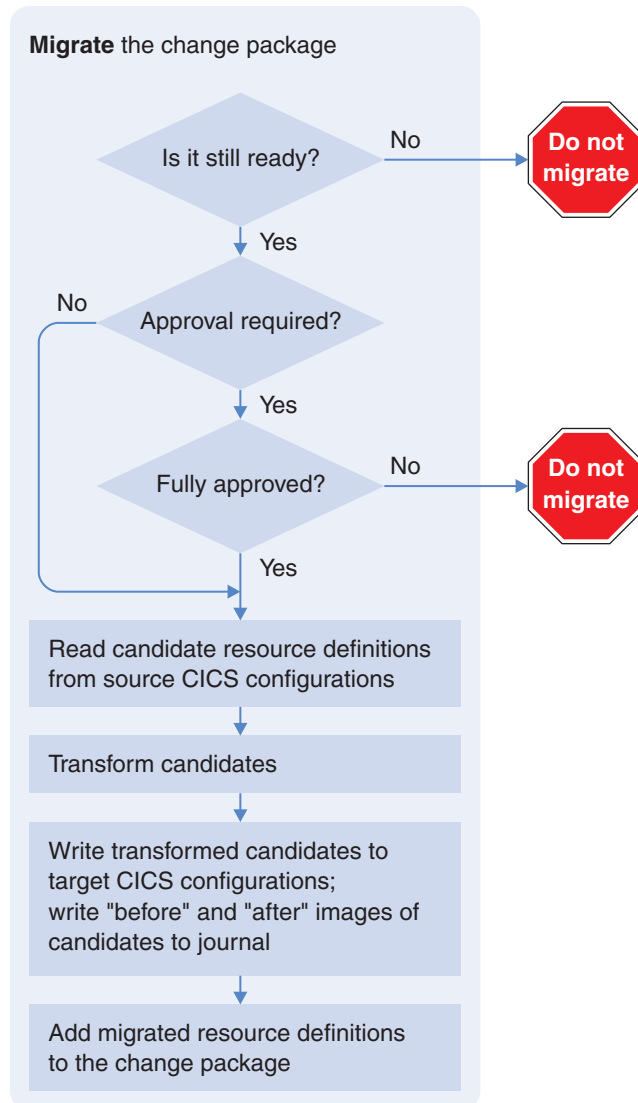 Migrate the change package
Is it still ready?
No
Do not
migrate
Yes
No
Approval required?
Yes
Fully approved?
No
Do not
migrate
Yes
Read candidate resource definitions
from source CICS configurations
Transform candidates
Write transformed candidates to
target CICS configurations;
write "before" and "after" images of
candidates to journal
Add migrated resource definitions
to the change package